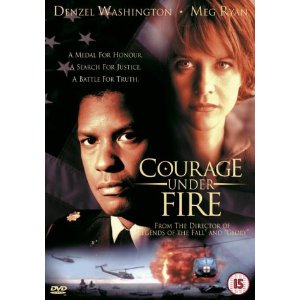 DENZEL WASHINGTON • MEG RYAN
A MEDAL FOR HONOUR.
A SEARCH FOR JUSTICE.
A BATTLE FOR TRUTH.
COURAGE
UNDER
FIRE
FROM THE DIRECTOR OF
"LEGENDS OF THE FALL" AND "GLORY"
DVD
15